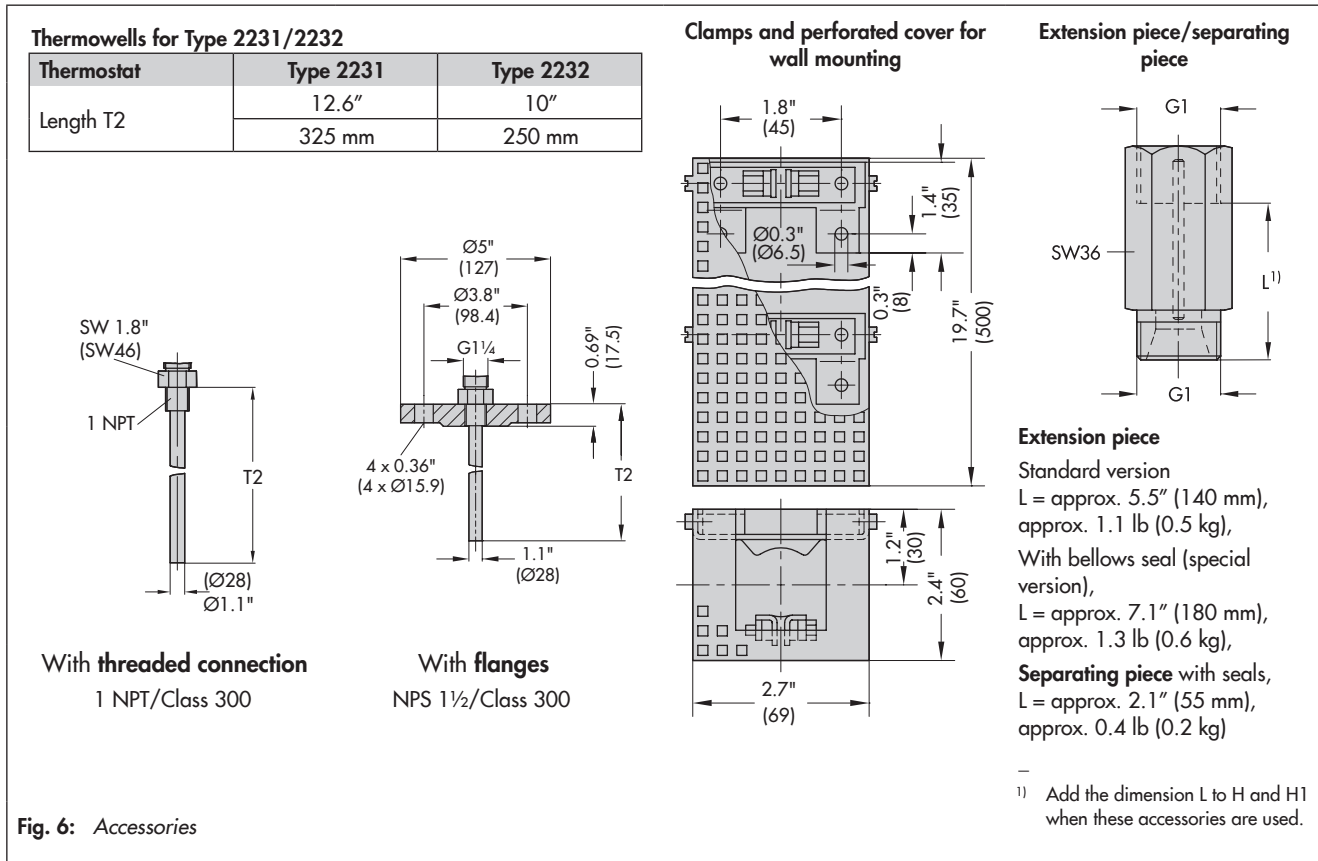 Thermowells for Type 2231/2232
Thermostat Type 2231 Type 2232
Length T2
12.6″ 10″
325 mm 250 mm
SW 1.8"
(SW46)
1 NPT
T2
(Ø28)
Ø1.1"
With threaded connection
1 NPT/Class 300
Ø5"
(127)
Ø3.8"
(98.4)
G1¼
0.69"
(17.5)
4 x 0.36"
(4 x Ø15.9)
T2
1.1"
(Ø28)
With flanges
NPS 1½/Class 300
Clamps and perforated cover for
wall mounting
1.8"
(45)
1.4"
(35)
Ø0.3"
(Ø6.5)
0.3"
(8)
19.7"
(500)
1.2"
(30)
2.4"
(60)
2.7"
(69)
Extension piece/separating
piece
G1
SW36
L1)
G1
Extension piece
Standard version
L = approx. 5.5″ (140 mm),
approx. 1.1 lb (0.5 kg),
With bellows seal (special
version),
L = approx. 7.1″ (180 mm),
approx. 1.3 lb (0.6 kg),
Separating piece with seals,
L = approx. 2.1″ (55 mm),
approx. 0.4 lb (0.2 kg)
–
1) Add the dimension L to H and H1
when these accessories are used.
Fig. 6: Accessories